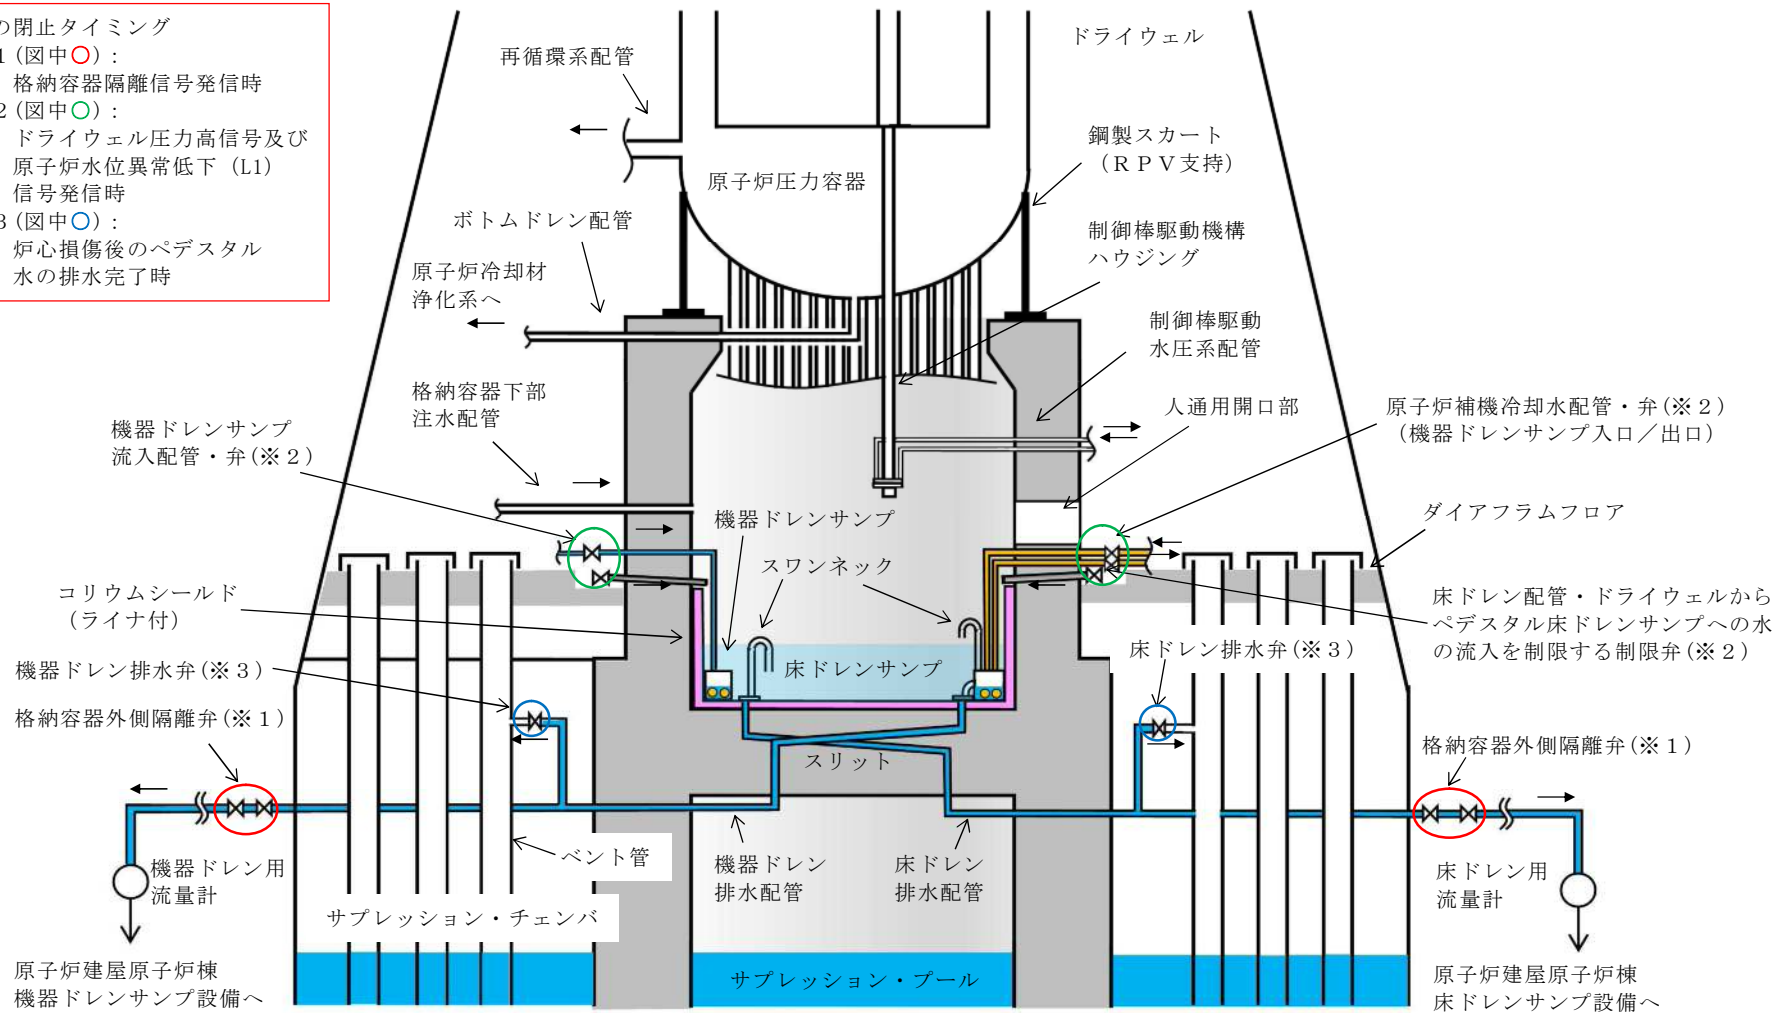 の閉止タイミング
1 (図中〇) :
格納容器隔離信号発信時
2 (図中〇) :
ドライウェル圧力高信号及び
原子炉水位異常低下 (L1)
信号発信時
3 (図中〇) :
炉心損傷後のペデスタル
水の排水完了時
再循環系配管
ドライウェル
原子炉圧力容器
鋼製スカート
(ＲＰＶ支持)
ボトムドレン配管
制御棒駆動機構
ハウジング
原子炉冷却材
浄化系へ
制御棒駆動
水圧系配管
格納容器下部
注水配管
人通用開口部
原子炉補機冷却水配管・弁(※２)
(機器ドレンサンプ入口／出口)
機器ドレンサンプ
流入配管・弁(※２)
機器ドレンサンプ
ダイアフラムフロア
スワンネック
コリウムシールド
(ライナ付)
床ドレン配管・ドライウェルから
ペデスタル床ドレンサンプへの水
の流入を制限する制限弁(※２)
床ドレンサンプ
床ドレン排水弁(※３)
機器ドレン排水弁(※３)
格納容器外側隔離弁(※１)
スリット
格納容器外側隔離弁(※１)
ベント管
機器ドレン
排水配管
床ドレン
排水配管
機器ドレン用
流量計
床ドレン用
流量計
サプレッション・チェンバ
サプレッション・プール
原子炉建屋原子炉棟
機器ドレンサンプ設備へ
原子炉建屋原子炉棟
床ドレンサンプ設備へ